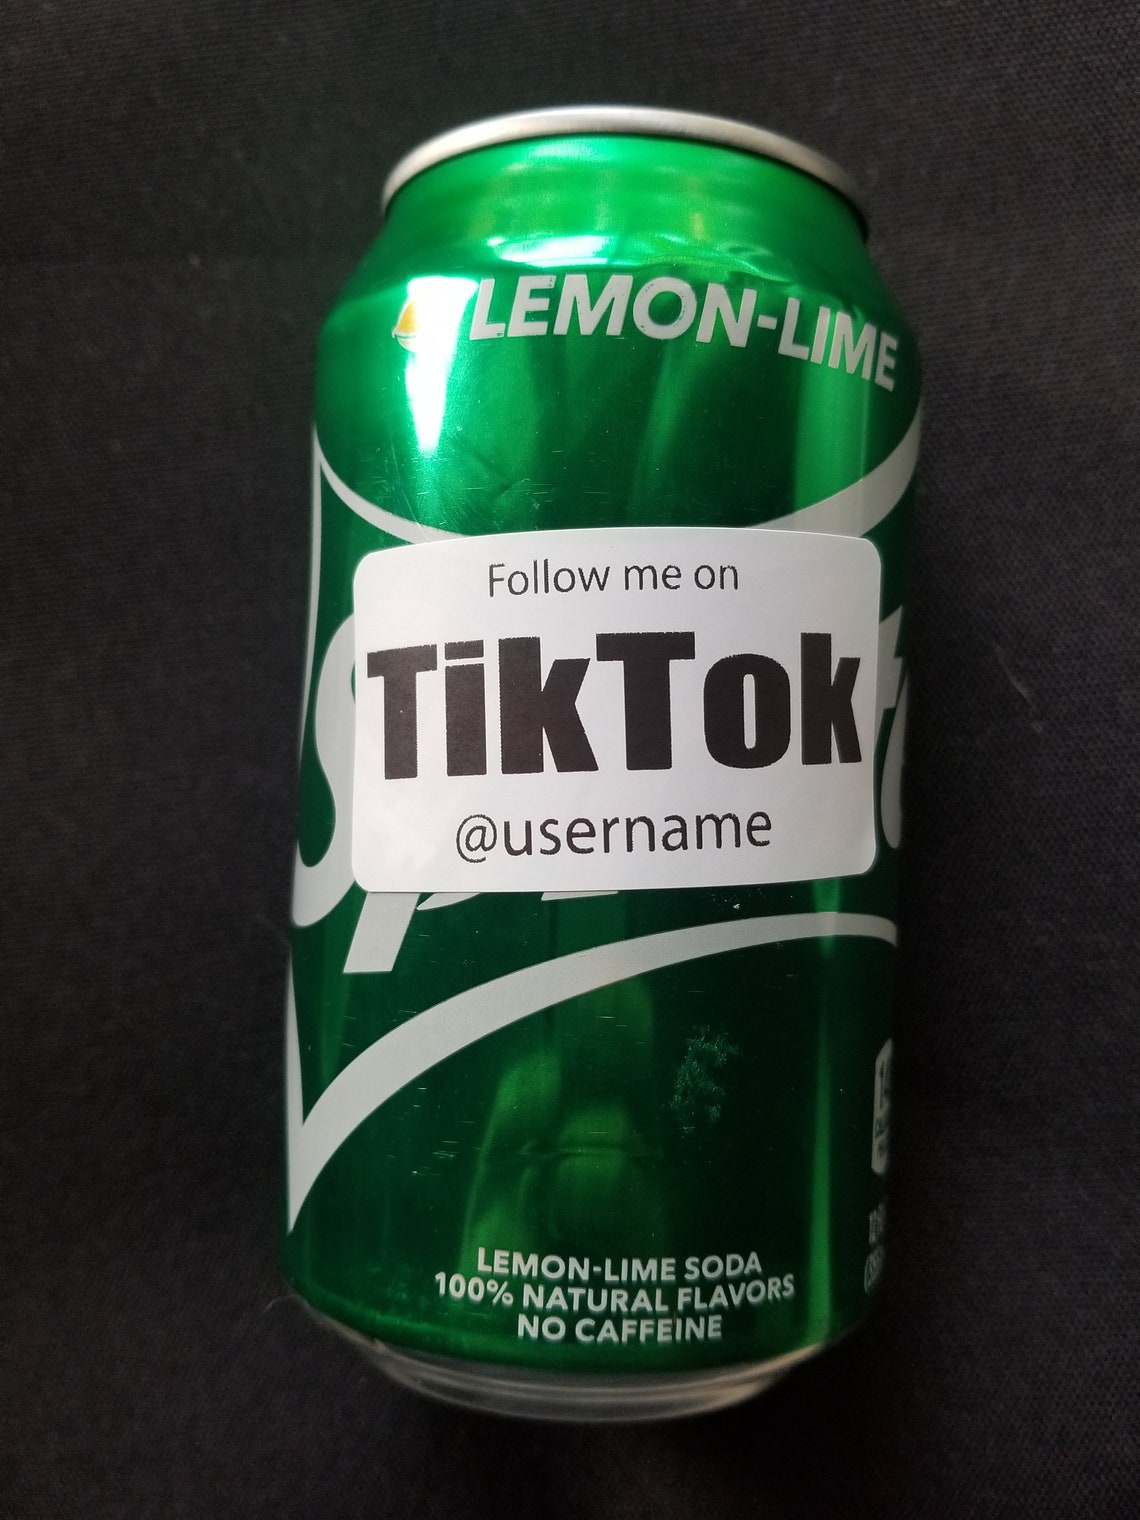 LEMON-LIME
Follow me on
TikTok
@username
LEMON-LIME SODA
100% NATURAL FLAVORS
NO CAFFEINE